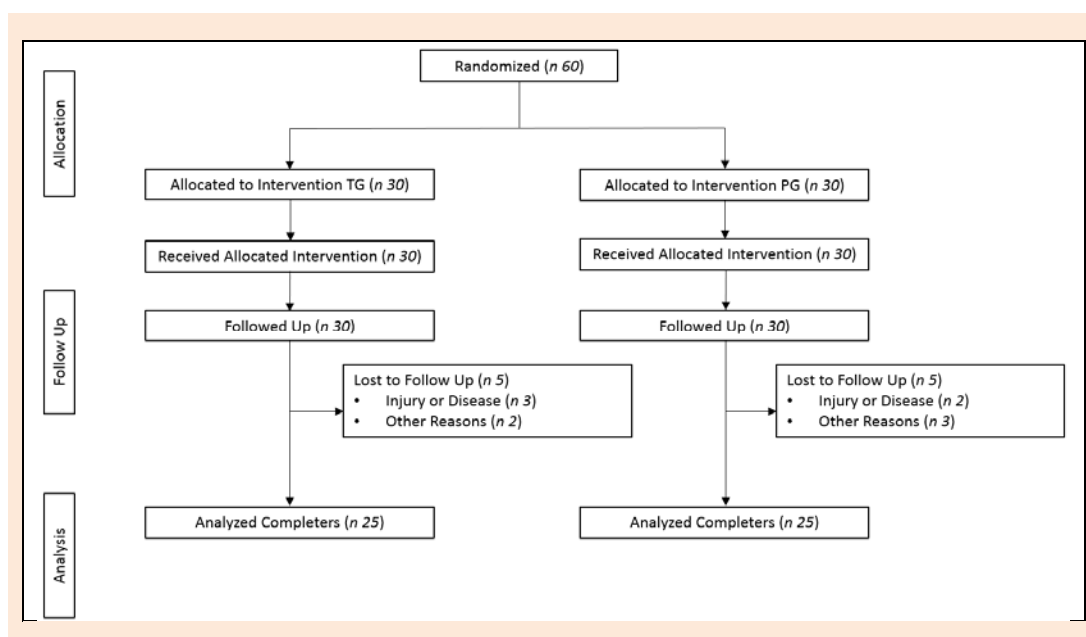 Allocation
Randomized (n 60)
Allocated to Intervention TG (n 30)
Allocated to Intervention PG (n 30)
Received Allocated Intervention (n 30)
Received Allocated Intervention (n 30)
Follow Up
Followed Up (n 30)
Followed Up (n 30)
Lost to Follow Up (n 5)
• Injury or Disease (n 3)
• Other Reasons (n 2)
Lost to Follow Up (n 5)
• Injury or Disease (n 2)
• Other Reasons (n 3)
Analysis
Analyzed Completers (n 25)
Analyzed Completers (n 25)